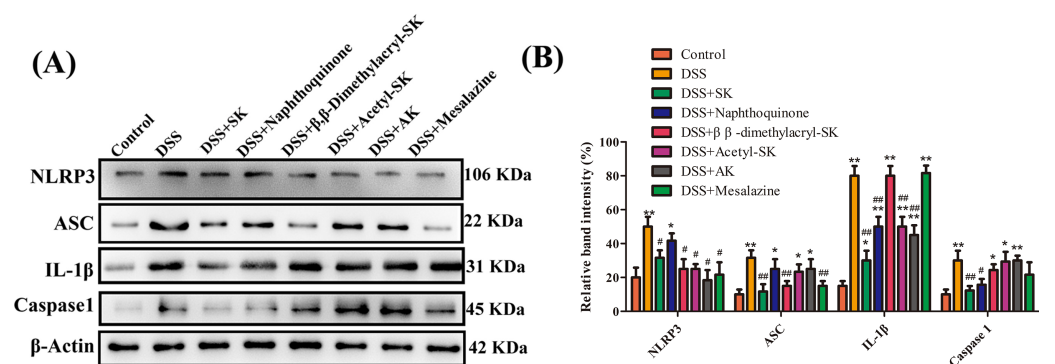 (A)
Control
DSS
DSS+SK
DSS+Naphthoquinone
DSS+β,β-Dimethylacryl-SK
DSS+Acetyl-SK
DSS+AK
DSS+Mesalazine
NLRP3 106 KDa
ASC 22 KDa
IL-1β 31 KDa
Caspase1 45 KDa
β-Actin 42 KDa
(B)
Control
DSS
DSS+SK
DSS+Naphthoquinone
DSS+β β -dimethylacryl-SK
DSS+Acetyl-SK
DSS+AK
DSS+Mesalazine
Relative band intensity (%)
100
80
60
40
20
0
** # * # # # #
** ## * ## * * ##
** ## * ## ** ** ## ** ## ** **
** ## # * * **
NLRP3
ASC
IL-1β
Caspase 1